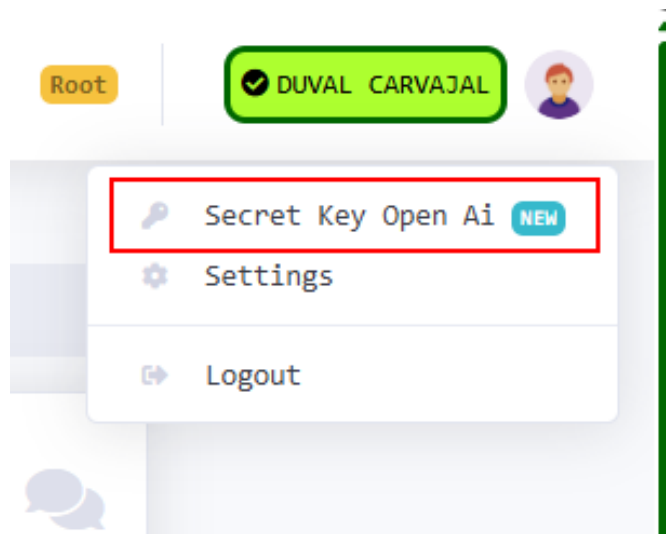 Root
DUVAL CARVAJAL
Secret Key Open Ai NEW
Settings
Logout